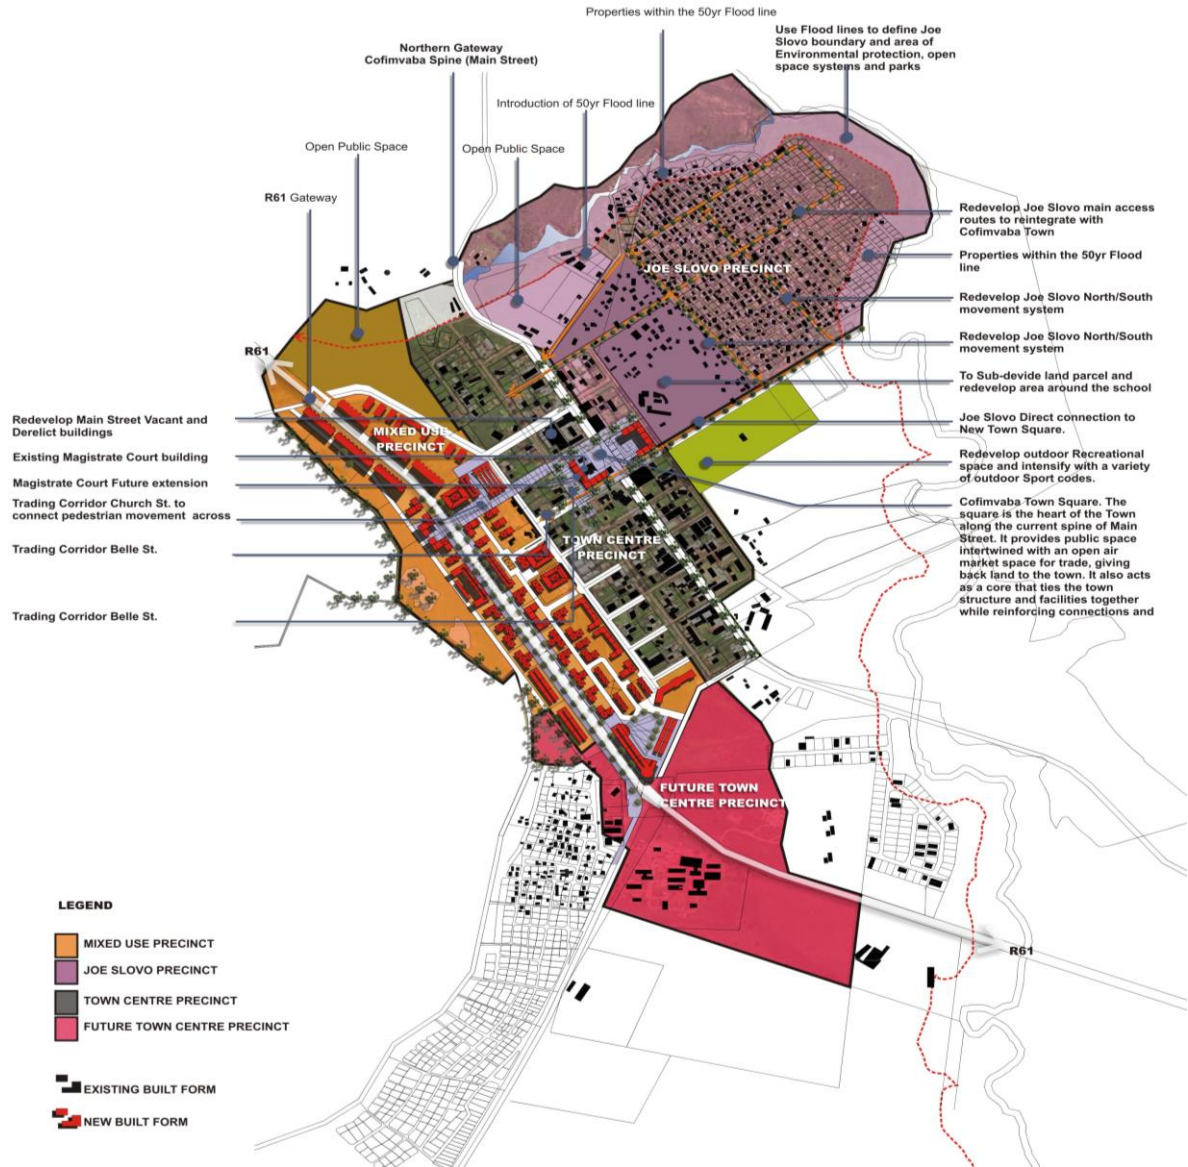 Properties within the 50yr Flood line
Use Flood lines to define Joe
Slovo boundary and area of
Environmental protection, open
space systems and parks
Northern Gateway
Cofimvaba Spine (Main Street)
Introduction of 50yr Flood line
Open Public Space
Open Public Space
R61 Gateway
Redevelop Joe Slovo main access
routes to reintegrate with
Cofimvaba Town
Properties within the 50yr Flood
line
JOE SLOVO PRECINCT
Redevelop Joe Slovo North/South
movement system
Redevelop Joe Slovo North/South
movement system
R61
To Sub-devide land parcel and
redevelop area around the school
Redevelop Main Street Vacant and
Derelict buildings
MIXED USE
PRECINCT
Joe Slovo Direct connection to
New Town Square.
Existing Magistrate Court building
Redevelop outdoor Recreational
space and intensify with a variety
of outdoor Sport codes.
Magistrate Court Future extension
Trading Corridor Church St. to
connect pedestrian movement across
Cofimvaba Town Square. The
square is the heart of the Town
along the current spine of Main
Street. It provides public space
intertwined with an open air
market space for trade, giving
back land to the town. It also acts
as a core that ties the town
structure and facilities together
while reinforcing connections and
TOWN CENTRE
PRECINCT
Trading Corridor Belle St.
Trading Corridor Belle St.
FUTURE TOWN
CENTRE PRECINCT
R61
LEGEND
MIXED USE PRECINCT
JOE SLOVO PRECINCT
TOWN CENTRE PRECINCT
FUTURE TOWN CENTRE PRECINCT
EXISTING BUILT FORM
NEW BUILT FORM